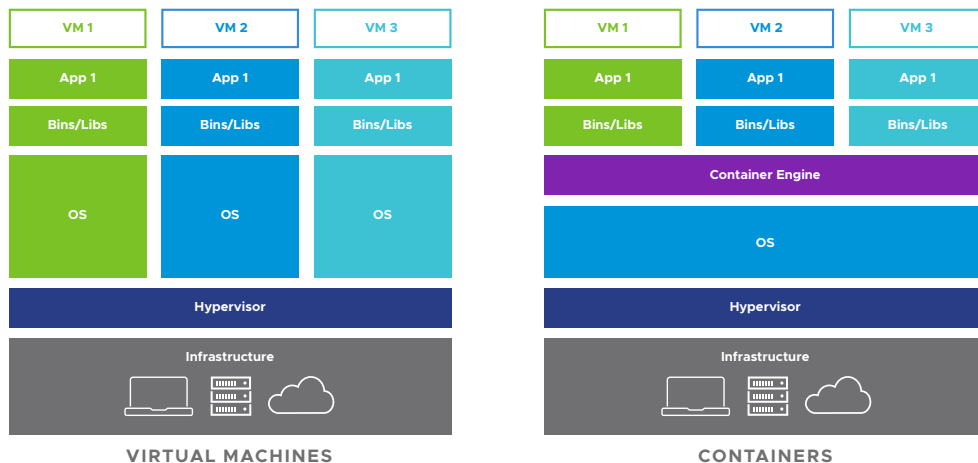 VM 1
VM 2
VM 3
App 1
App 1
App 1
Bins/Libs
Bins/Libs
Bins/Libs
OS
OS
OS
Hypervisor
Infrastructure
VIRTUAL MACHINES
VM 1
VM 2
VM 3
App 1
App 1
App 1
Bins/Libs
Bins/Libs
Bins/Libs
Container Engine
OS
Hypervisor
Infrastructure
CONTAINERS